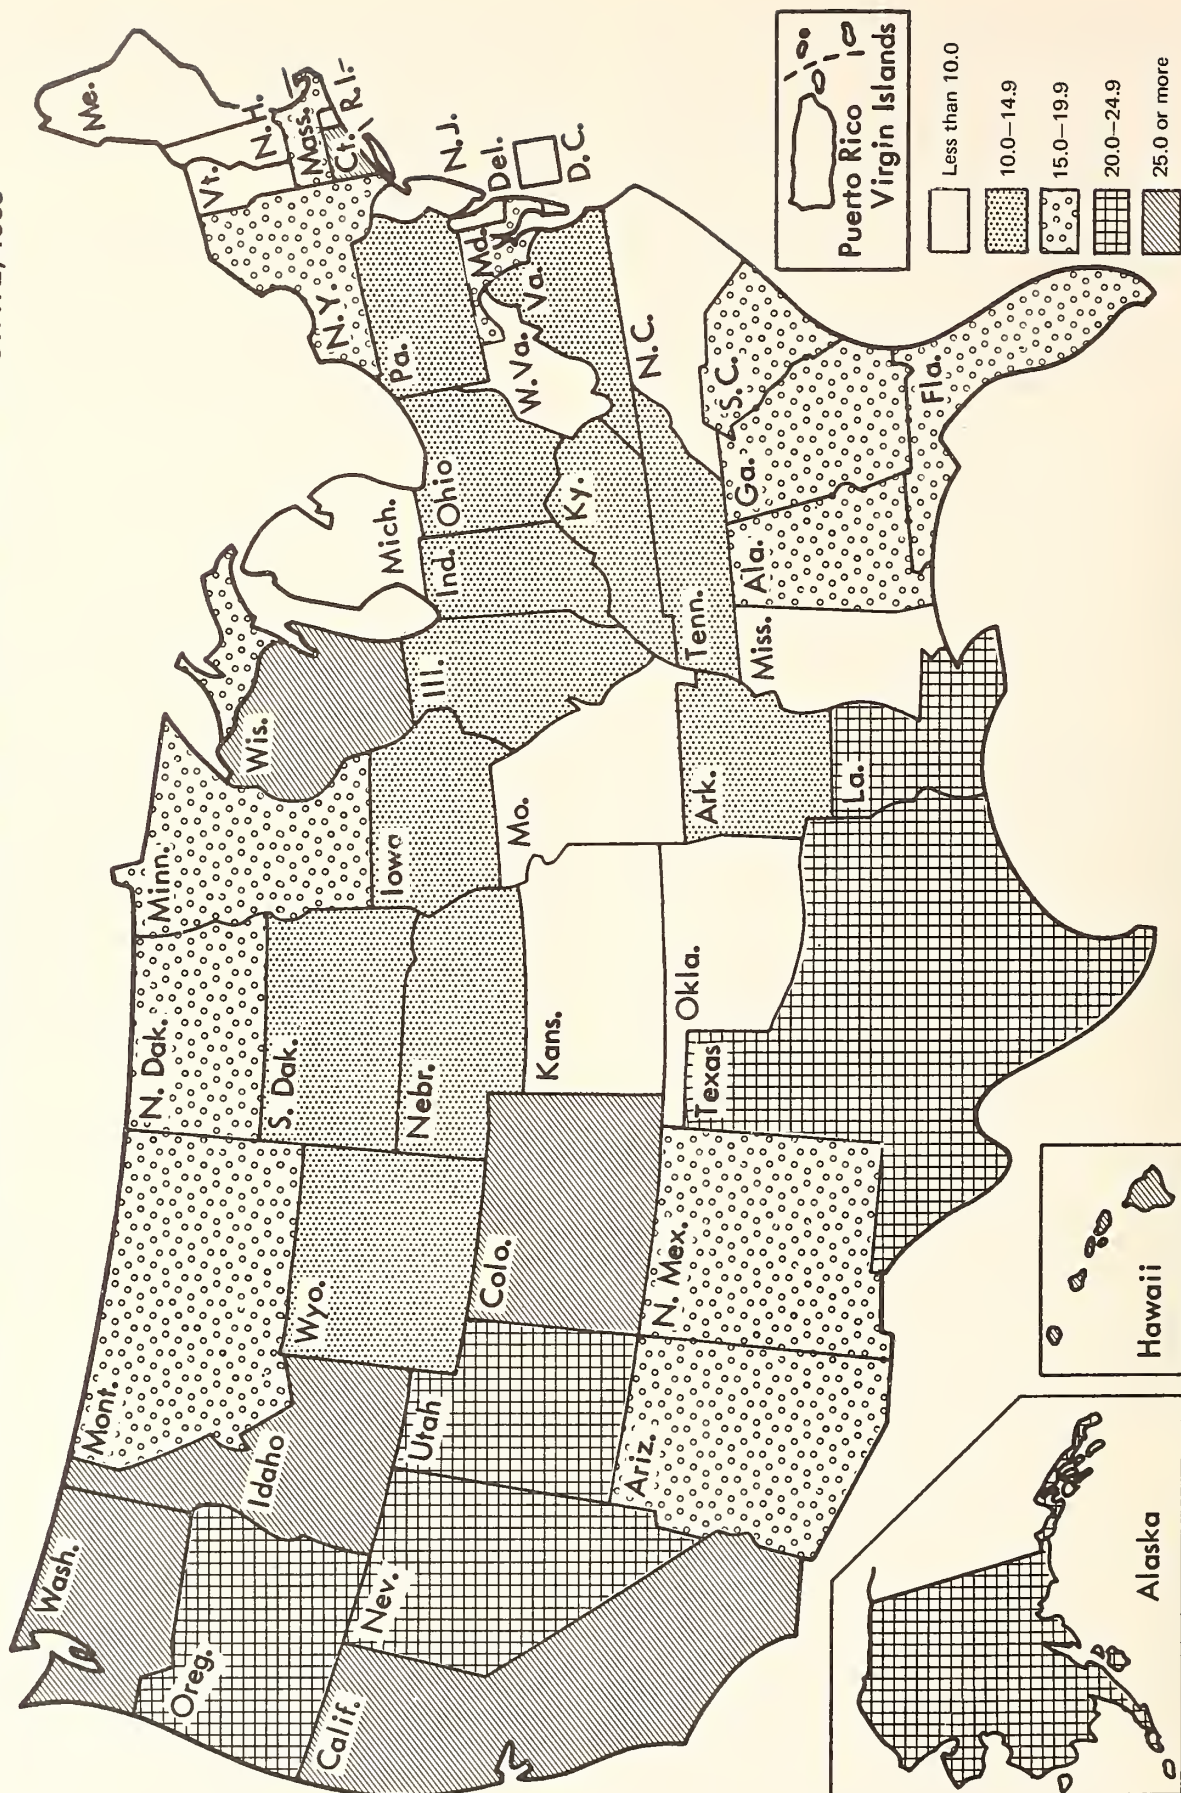 Wash.
Oreg.
Calif.
Idaho
Nev.
Mont.
Wyo.
Utah
Colo.
Ariz.
N. Mex.
N. Dak.
S. Dak.
Nebr.
Kans.
Okla.
Texas
Minn.
Iowa
Mo.
Ark.
La.
Wis.
Ill.
Mich.
Ind.
Ohio
Ky.
Tenn.
Miss.
Ala.
Ga.
Fla.
S.C.
N.C.
Va.
W.Va.
Pa.
N.Y.
Vt.
N.H.
Me.
Mass.
Ct.
R.I.
N.J.
Del.
Md.
D.C.
Alaska
Hawaii
Puerto Rico
Virgin Islands
Less than 10.0
10.0–14.9
15.0–19.9
20.0–24.9
25.0 or more